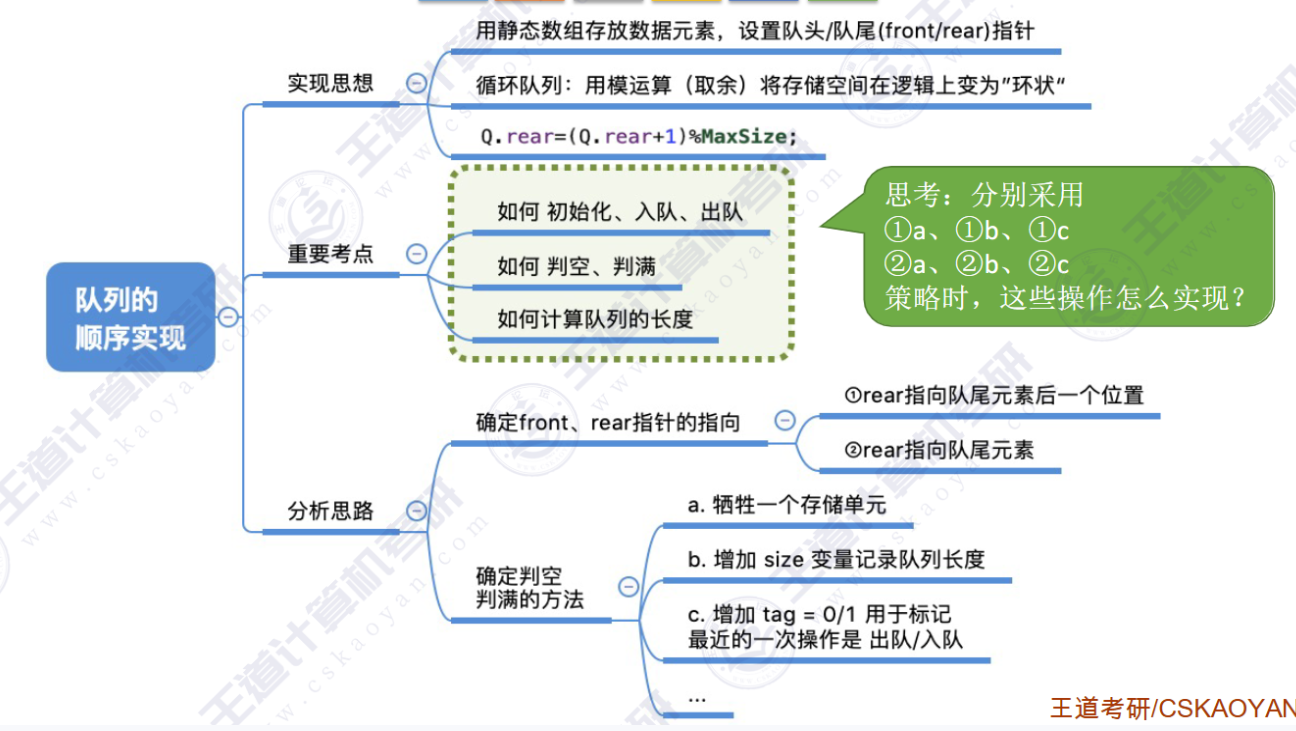 用静态数组存放数据元素，设置队头/队尾(front/rear)指针
实现思想
循环队列：用模运算（取余）将存储空间在逻辑上变为”环状“
Q.rear=(Q.rear+1)%MaxSize;
思考：分别采用
①a、①b、①c
②a、②b、②c
策略时，这些操作怎么实现？
如何 初始化、入队、出队
重要考点
如何 判空、判满
如何计算队列的长度
队列的
顺序实现
①rear指向队尾元素后一个位置
确定front、rear指针的指向
②rear指向队尾元素
分析思路
a. 牺牲一个存储单元
b. 增加 size 变量记录队列长度
确定判空
判满的方法
c. 增加 tag = 0/1 用于标记
最近的一次操作是 出队/入队
...
王道考研/CSKAOYAN
王道计算机考研
www.cskaoyan.com